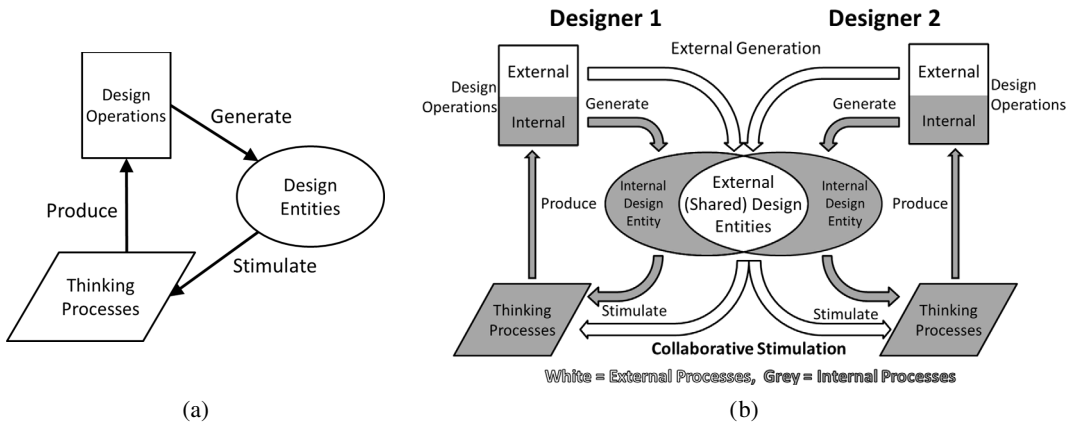 Design
Operations
Generate
Design
Entities
Produce
Stimulate
Thinking
Processes
(a)
Designer 1
Designer 2
External Generation
External
Design
Operations
Internal
Generate
External
Design
Operations
Internal
Generate
Internal
Design
Entity
External
(Shared) Design
Entities
Internal
Design
Entity
Produce
Produce
Thinking
Processes
Stimulate
Stimulate
Thinking
Processes
Collaborative Stimulation
White = External Processes, Grey = Internal Processes
(b)